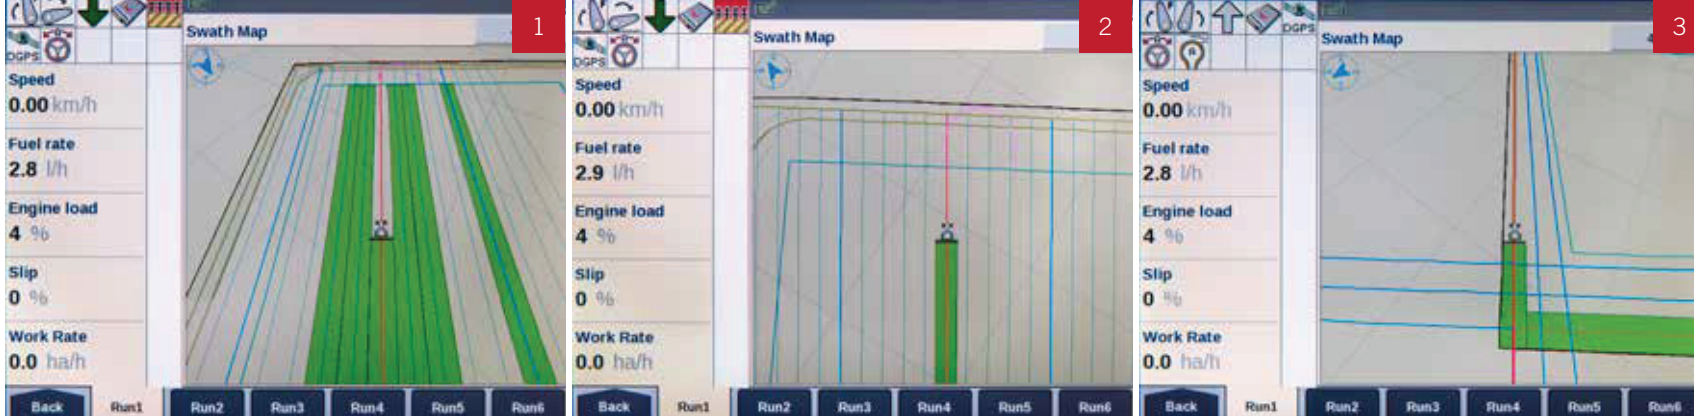 1
DGPS
Swath Map
Speed
0.00 km/h
Fuel rate
2.8 l/h
Engine load
4 %
Slip
0 %
Work Rate
0.0 ha/h
Back Run1 Run2 Run3 Run4 Run5 Run6
2
DGPS
Swath Map
Speed
0.00 km/h
Fuel rate
2.9 l/h
Engine load
4 %
Slip
0 %
Work Rate
0.0 ha/h
Back Run1 Run2 Run3 Run4 Run5 Run6
3
DGPS
Swath Map
4
Speed
0.00 km/h
Fuel rate
2.8 l/h
Engine load
4 %
Slip
0 %
Work Rate
0.0 ha/h
Back Run1 Run2 Run3 Run4 Run5 Run6